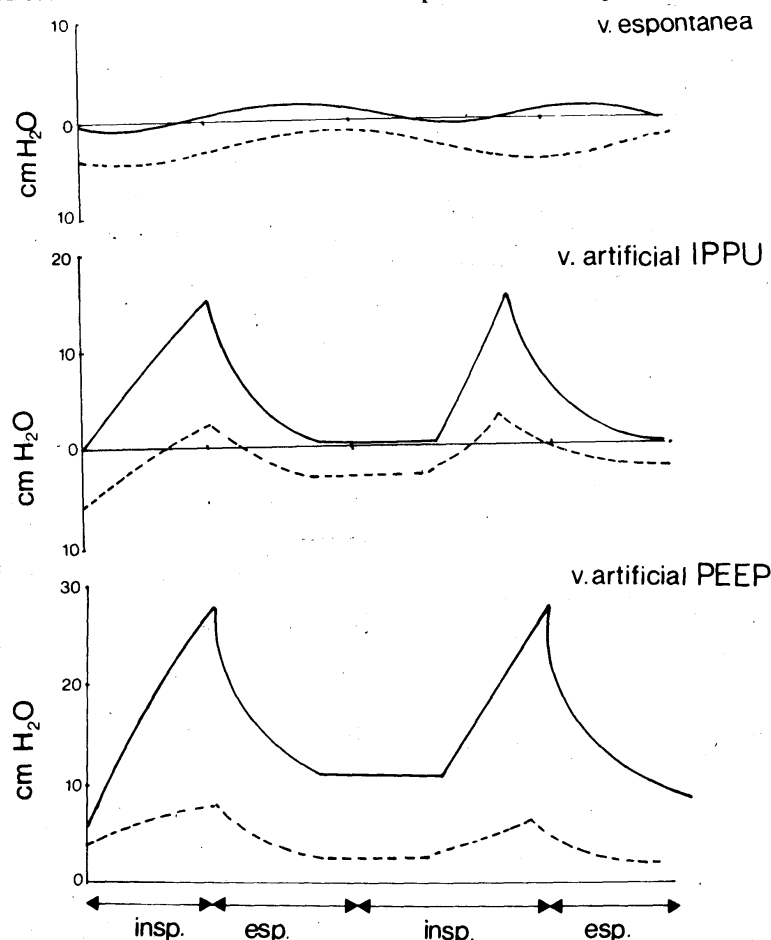 v. espontanea
10
0
10
cm H₂O
v. artificial IPPU
20
10
0
10
cm H₂O
v. artificial PEEP
30
20
10
0
cm H₂O
insp. esp. insp. esp.